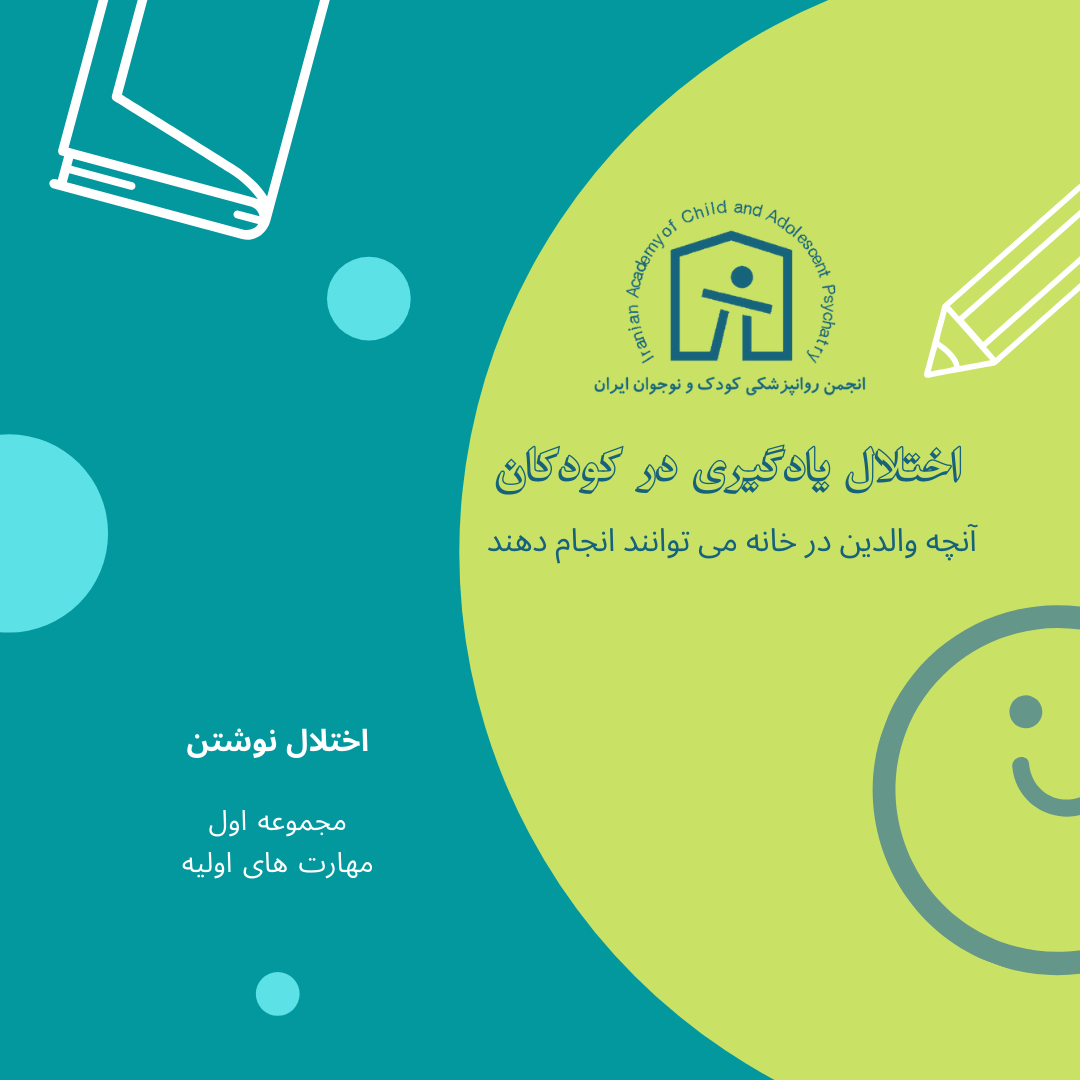 Iranian Academy of Child and Adolescent Psychatry
انجمن روانپزشکی کودک و نوجوان ایران
اختلال یادگیری در کودکان
آنچه والدین در خانه می توانند انجام دهند
اختلال نوشتن
مجموعه اول
مهارت های اولیه